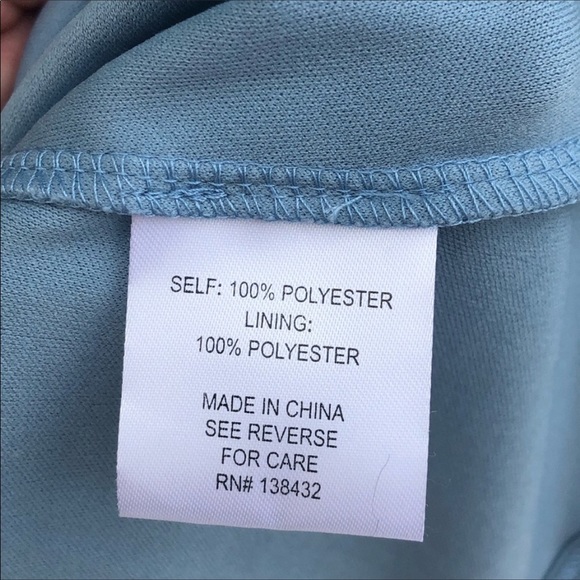 SELF: 100% POLYESTER
LINING:
100% POLYESTER
MADE IN CHINA
SEE REVERSE
FOR CARE
RN# 138432